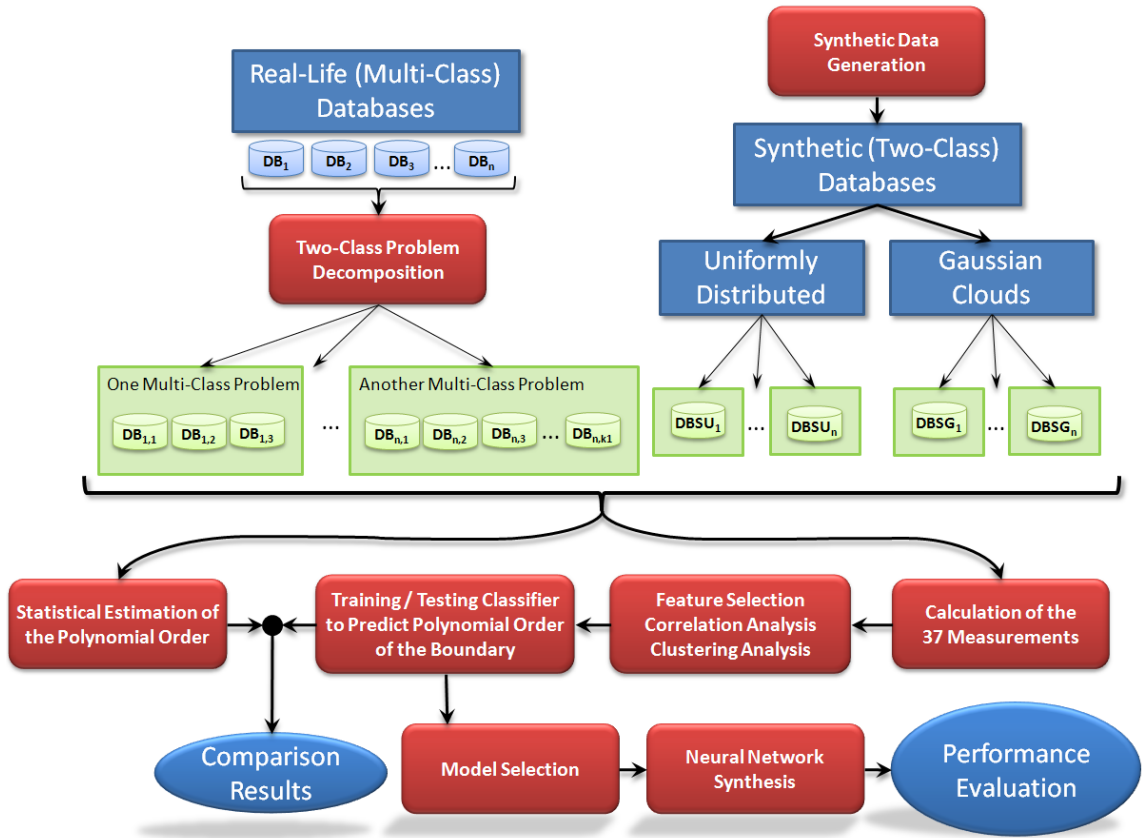 Synthetic Data
Generation
Real-Life (Multi-Class)
Databases
DB1 DB2 DB3 ... DBn
Synthetic (Two-Class)
Databases
Two-Class Problem
Decomposition
Uniformly
Distributed
Gaussian
Clouds
One Multi-Class Problem
DB1,1 DB1,2 DB1,3
...
Another Multi-Class Problem
DBn,1 DBn,2 DBn,3 ... DBn,k1
DBSU1 ... DBSUn
DBSG1 ... DBSGn
Statistical Estimation of
the Polynomial Order
Training / Testing Classifier
to Predict Polynomial Order
of the Boundary
Feature Selection
Correlation Analysis
Clustering Analysis
Calculation of the
37 Measurements
Comparison
Results
Model Selection
Neural Network
Synthesis
Performance
Evaluation